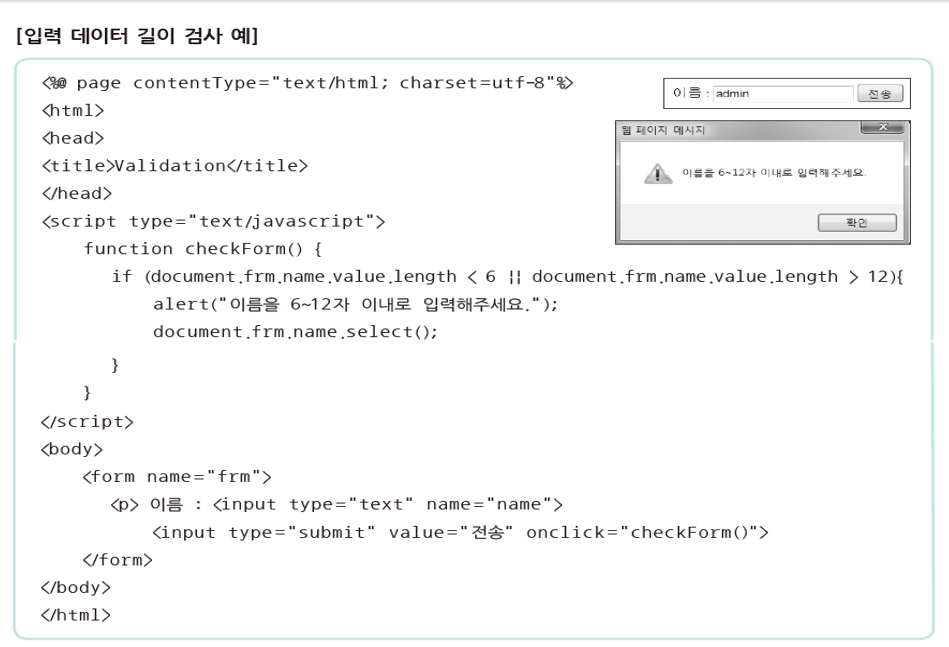 [입력 데이터 길이 검사 예]
<%@ page contentType="text/html; charset=utf-8"%>
<html>
<head>
<title>Validation</title>
</head>
<script type="text/javascript">
function checkForm() {
if (document.frm.name.value.length < 6 || document.frm.name.value.length > 12){
alert("이름을 6~12자 이내로 입력해주세요.");
document.frm.name.select();
}
}
</script>
<body>
<form name="frm">
<p> 이름 : <input type="text" name="name">
<input type="submit" value="전송" onclick="checkForm()">
</form>
</body>
</html>
이름 : admin 전송
웹 페이지 메시지
이름을 6~12자 이내로 입력해주세요.
확인